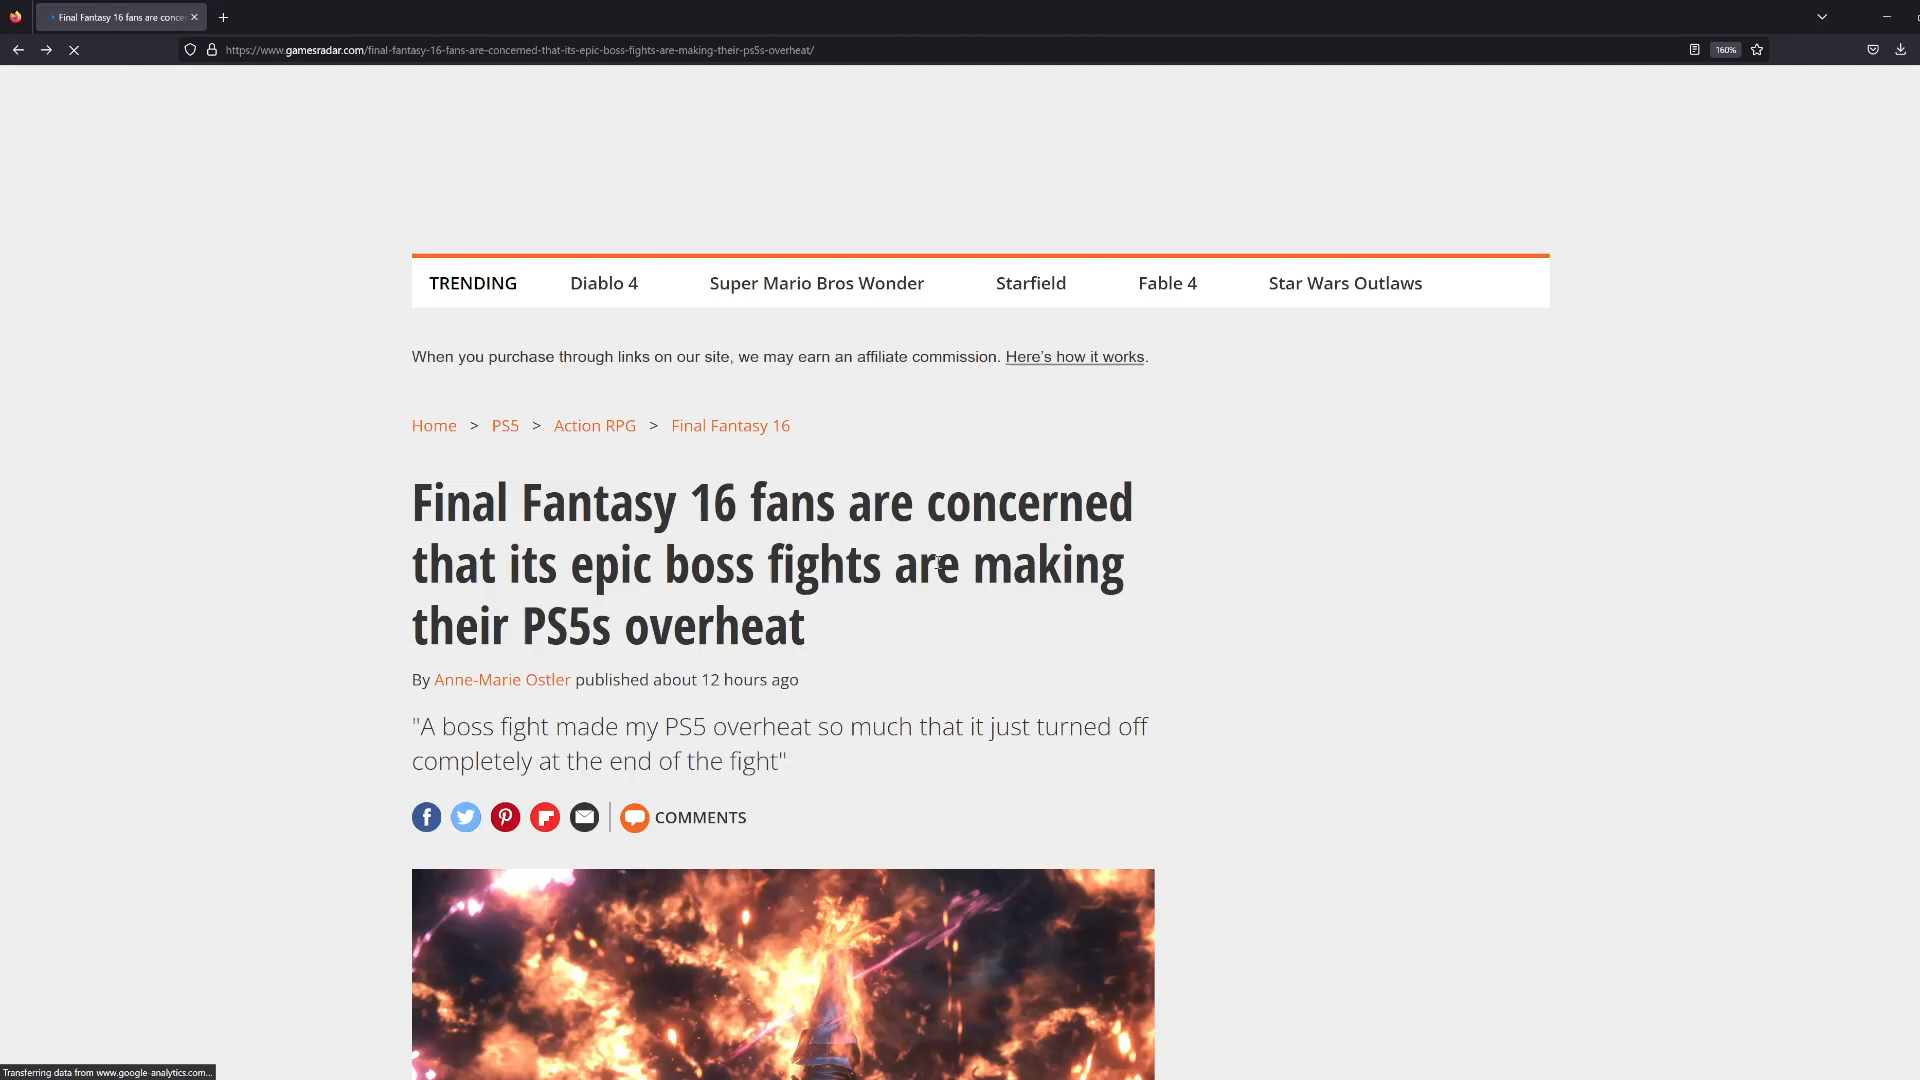 Final Fantasy 16 fans are conce
https://www.gamesradar.com/final-fantasy-16-fans-are-concerned-that-its-epic-boss-fights-are-making-their-ps5s-overheat/
160%
TRENDING Diablo 4 Super Mario Bros Wonder Starfield Fable 4 Star Wars Outlaws
When you purchase through links on our site, we may earn an affiliate commission. Here’s how it works.
Home > PS5 > Action RPG > Final Fantasy 16
Final Fantasy 16 fans are concerned
that its epic boss fights are making
their PS5s overheat
By Anne-Marie Ostler published about 12 hours ago
"A boss fight made my PS5 overheat so much that it just turned off
completely at the end of the fight"
COMMENTS
Transferring data from www.google-analytics.com...